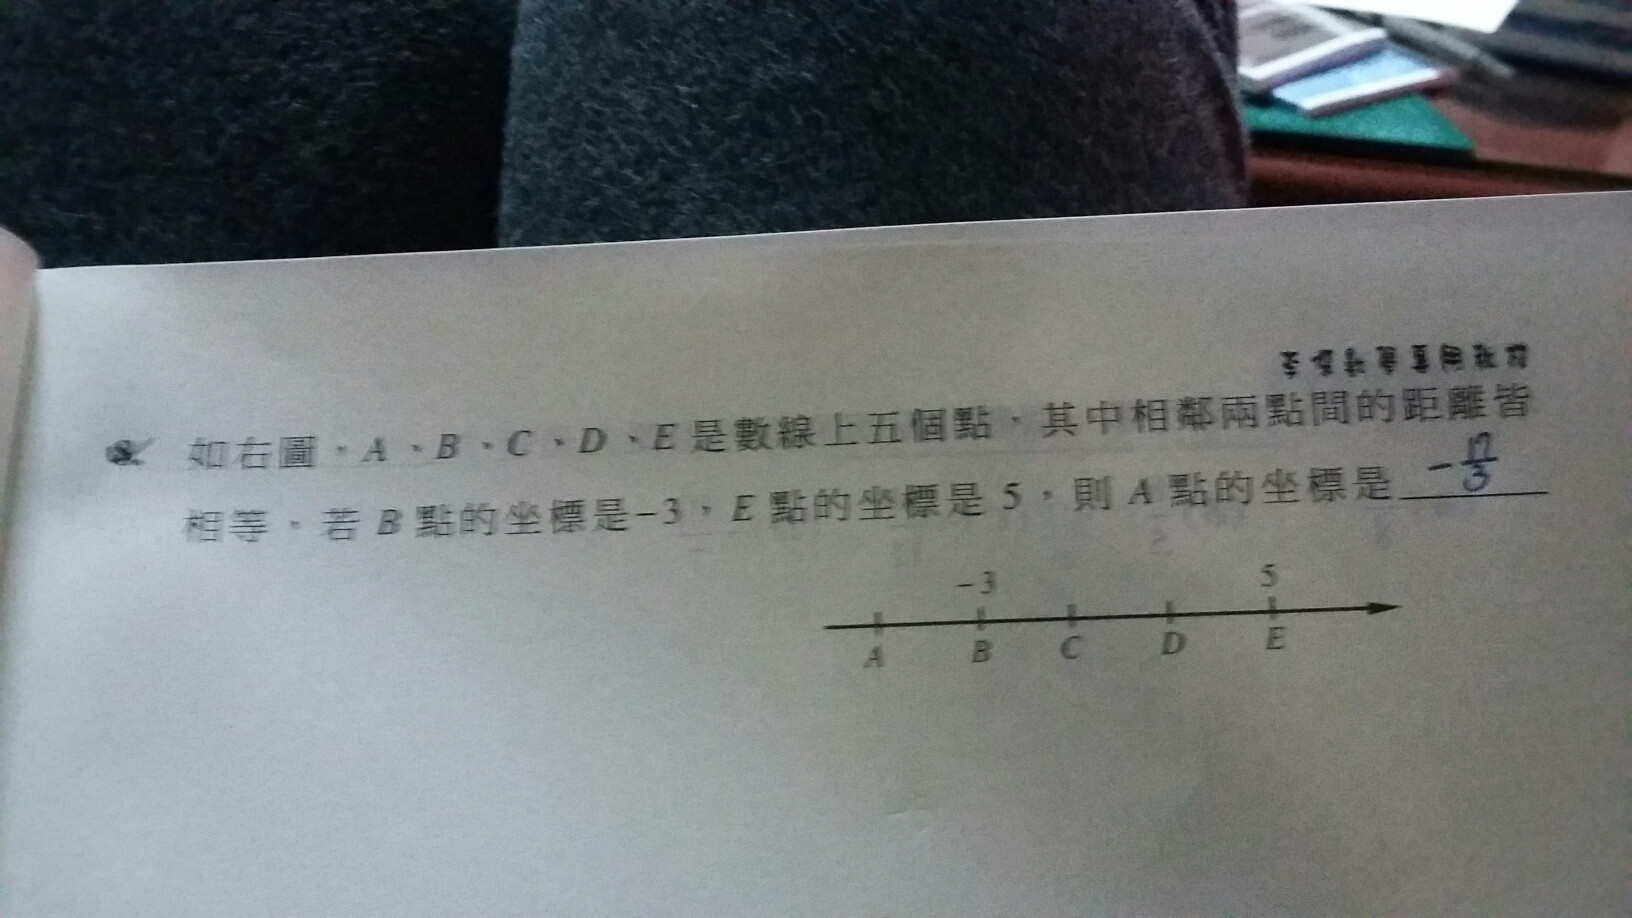 如右圖，A、B、C、D、E是數線上五個點，其中相鄰兩點間的距離皆
相等。若B點的坐標是-3，E點的坐標是5，則A點的坐標是 -17/3
-3 5
A B C D E